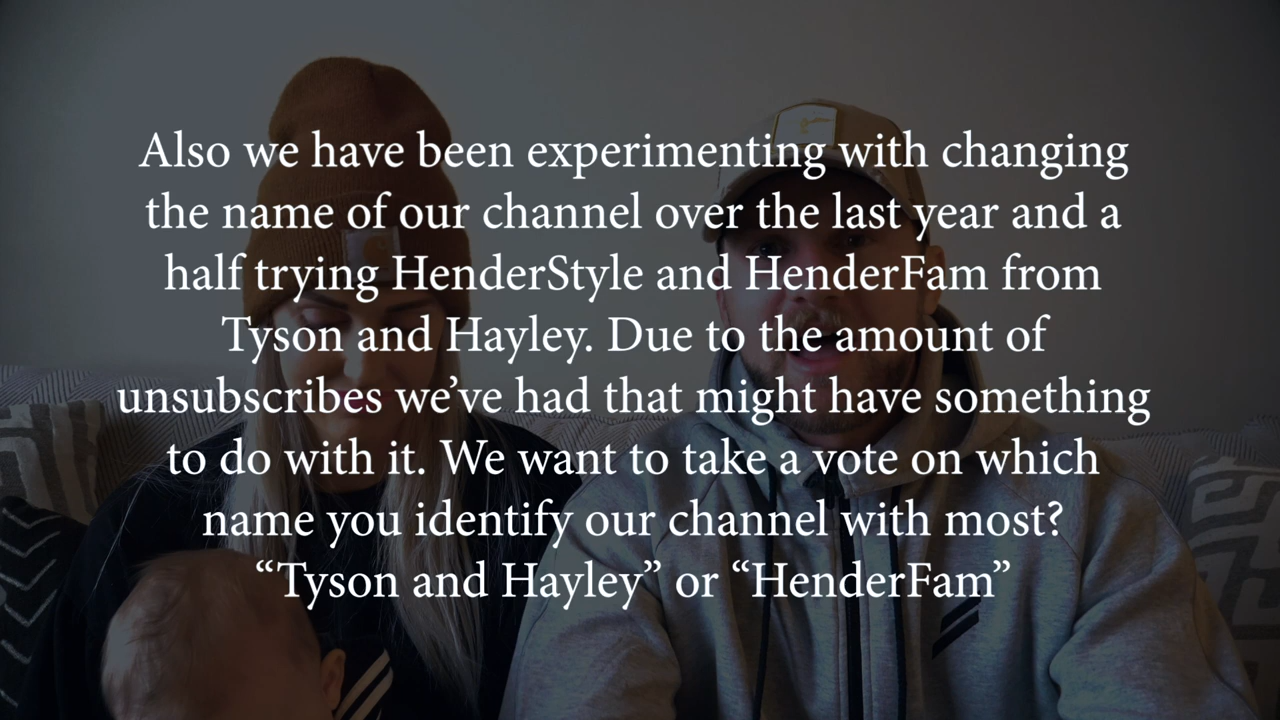 Also we have been experimenting with changing
the name of our channel over the last year and a
half trying HenderStyle and HenderFam from
Tyson and Hayley. Due to the amount of
unsubscribes we’ve had that might have something
to do with it. We want to take a vote on which
name you identify our channel with most?
“Tyson and Hayley” or “HenderFam”